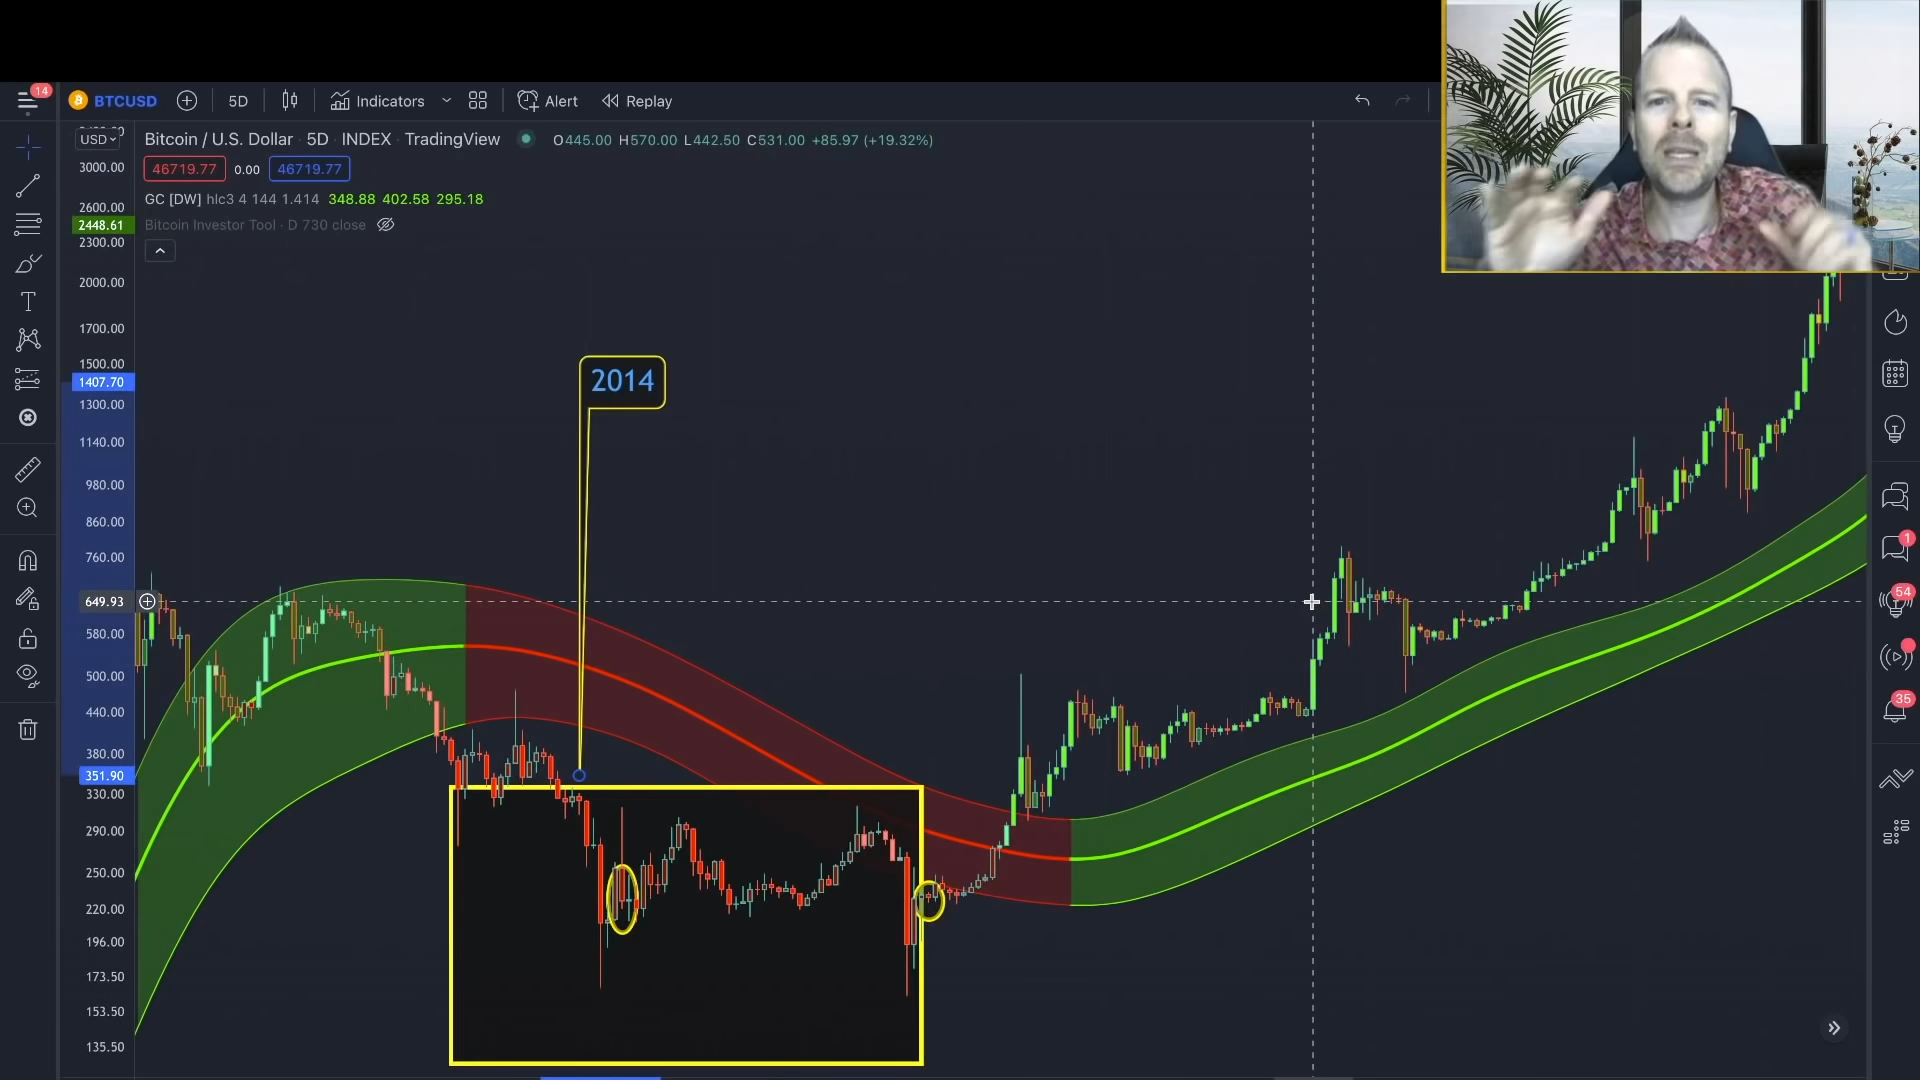 14
BTCUSD
5D
Indicators
Alert
Replay
USD
Bitcoin / U.S. Dollar · 5D · INDEX · TradingView
O445.00 H570.00 L442.50 C531.00 +85.97 (+19.32%)
46719.77 0.00 46719.77
GC [DW] hlc3 4 144 1.414 348.88 402.58 295.18
Bitcoin Investor Tool · D 730 close
3000.00
2600.00
2448.61
2300.00
2000.00
1700.00
1500.00
1407.70
1300.00
1140.00
980.00
860.00
760.00
649.93
580.00
500.00
440.00
380.00
351.90
330.00
290.00
250.00
220.00
196.00
173.50
153.50
135.50
2014
1
54
35